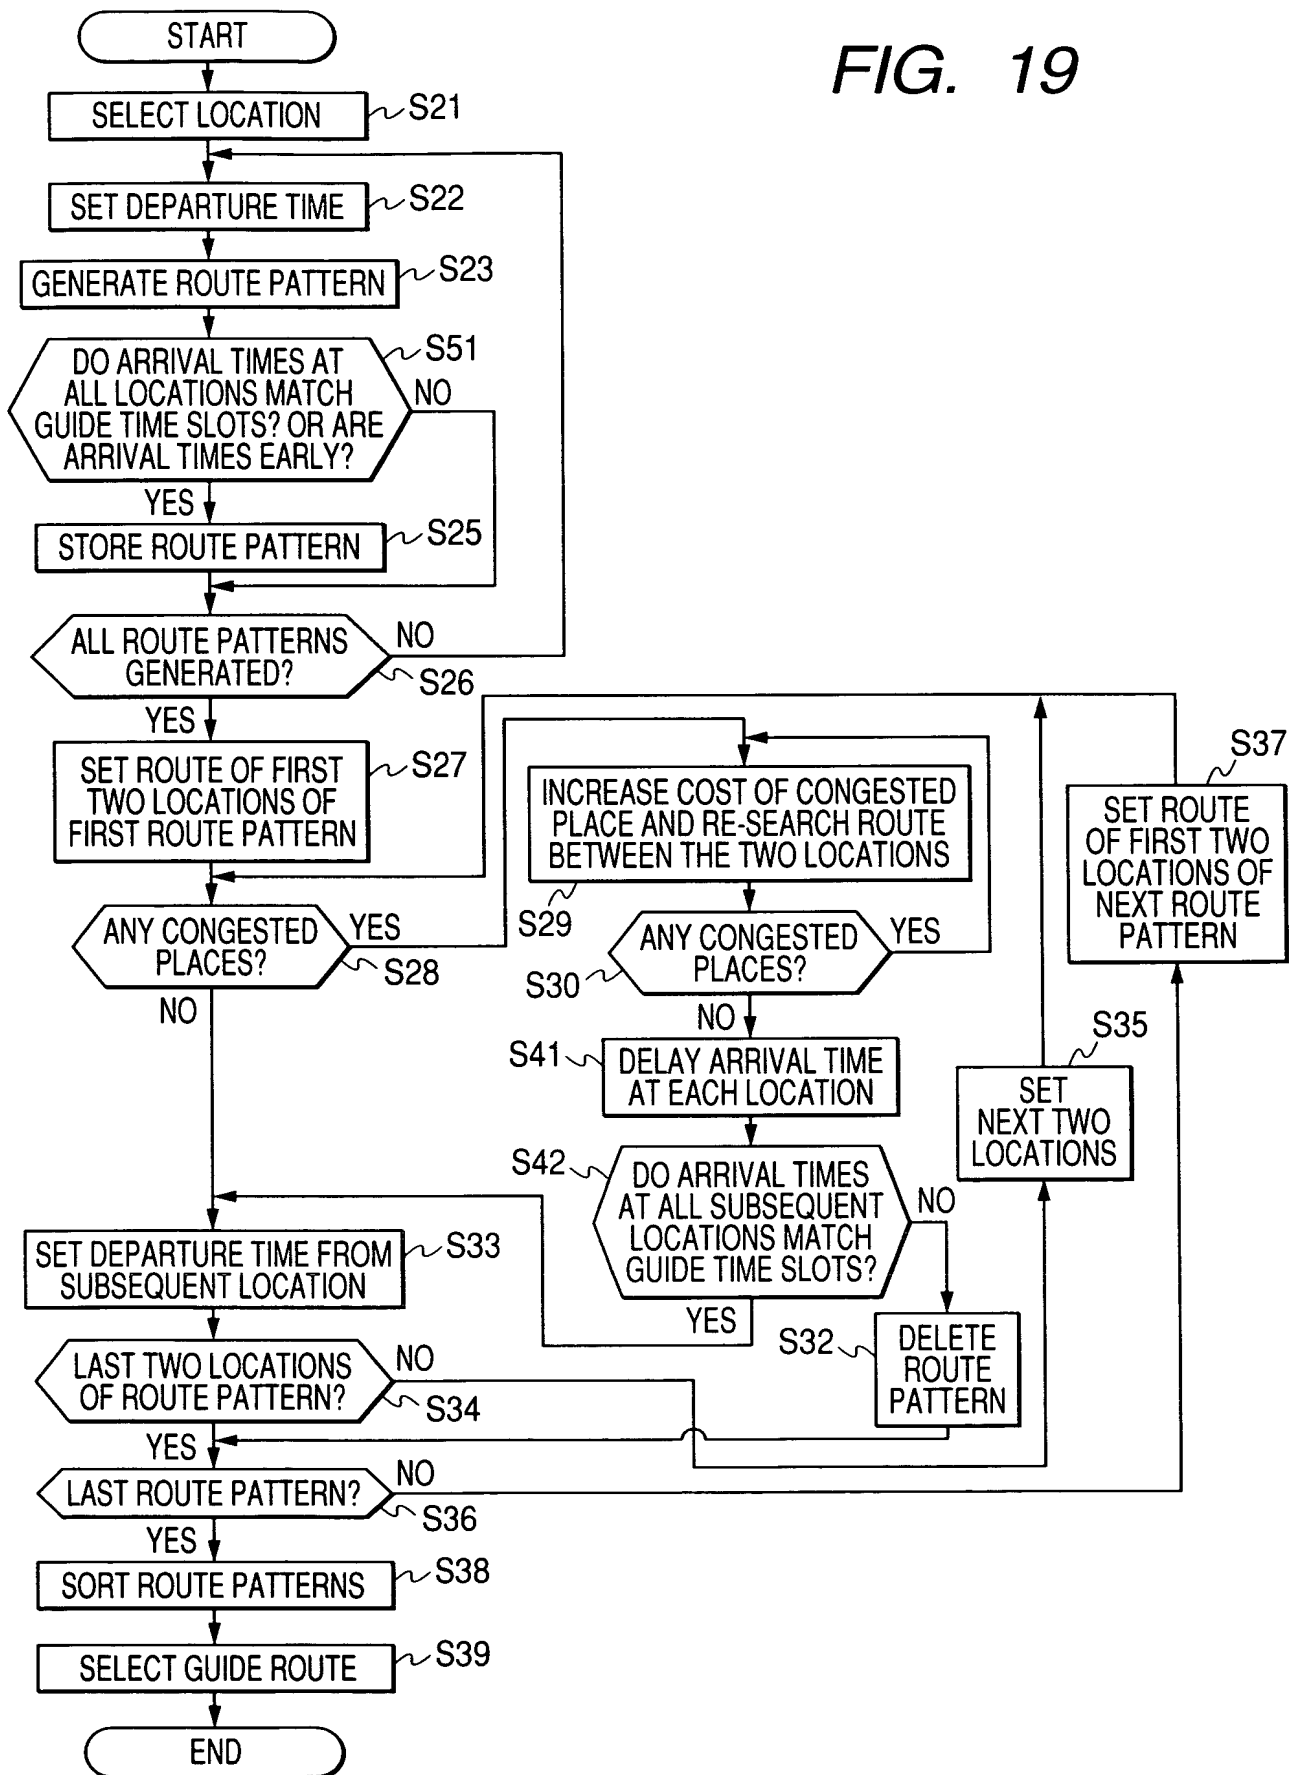 FIG. 19
START
SELECT LOCATION
S21
SET DEPARTURE TIME
S22
GENERATE ROUTE PATTERN
S23
DO ARRIVAL TIMES AT
ALL LOCATIONS MATCH
GUIDE TIME SLOTS? OR ARE
ARRIVAL TIMES EARLY?
S51
NO
YES
STORE ROUTE PATTERN
S25
ALL ROUTE PATTERNS
GENERATED?
NO
S26
YES
SET ROUTE OF FIRST
TWO LOCATIONS OF
FIRST ROUTE PATTERN
S27
ANY CONGESTED
PLACES?
YES
S28
NO
INCREASE COST OF CONGESTED
PLACE AND RE-SEARCH ROUTE
BETWEEN THE TWO LOCATIONS
S29
ANY CONGESTED
PLACES?
YES
S30
NO
S41
DELAY ARRIVAL TIME
AT EACH LOCATION
S42
DO ARRIVAL TIMES
AT ALL SUBSEQUENT
LOCATIONS MATCH
GUIDE TIME SLOTS?
NO
YES
S32
DELETE
ROUTE
PATTERN
S35
SET
NEXT TWO
LOCATIONS
S37
SET ROUTE
OF FIRST TWO
LOCATIONS OF
NEXT ROUTE
PATTERN
SET DEPARTURE TIME FROM
SUBSEQUENT LOCATION
S33
LAST TWO LOCATIONS
OF ROUTE PATTERN?
NO
S34
YES
LAST ROUTE PATTERN?
NO
S36
YES
SORT ROUTE PATTERNS
S38
SELECT GUIDE ROUTE
S39
END